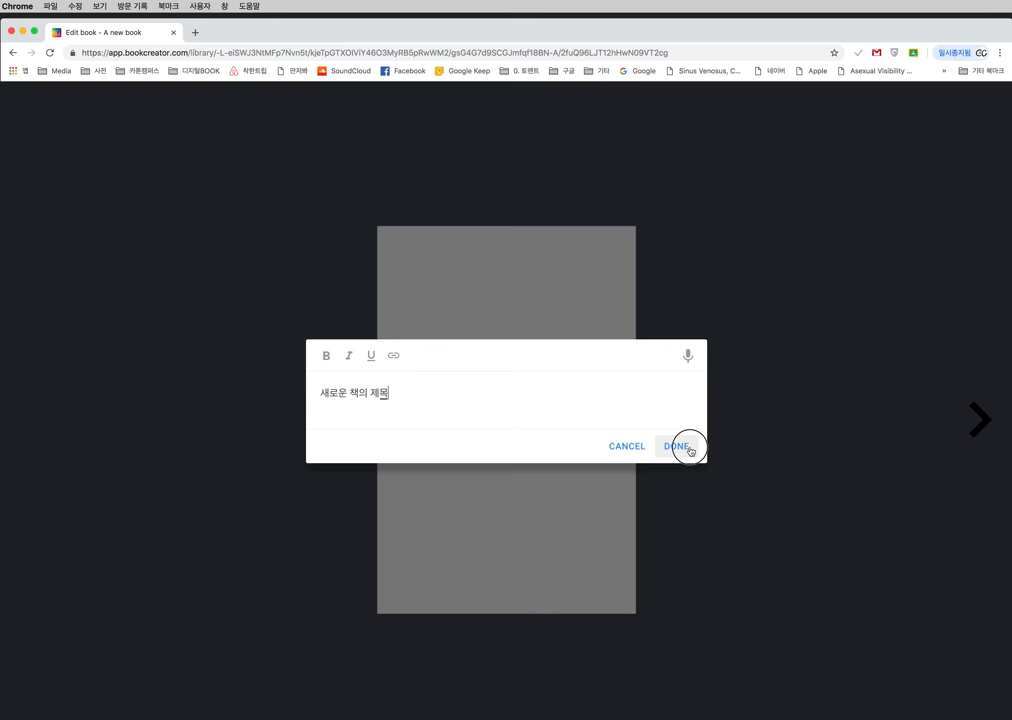 Chrome 파일 수정 보기 방문 기록 북마크 사용자 창 도움말
Edit book - A new book
https://app.bookcreator.com/library/-L-eiSWJ3NtMFp7Nvn5t/kjeTpGTXOIViY46O3MyRB5pRwWM2/gsG4G7d9SCGJmfqf18BN-A/2fuQ96LJT12hHwN09VT2cg 일시중지됨
앱 Media 사전 카툰캠퍼스 디지털BOOK 착한트립 만저봐 SoundCloud Facebook Google Keep 0. 토렌트 구글 기타 Google Sinus Venosus, C... 네이버 Apple Asexual Visibility ... » 기타 북마크
B I U
새로운 책의 제목
CANCEL DONE